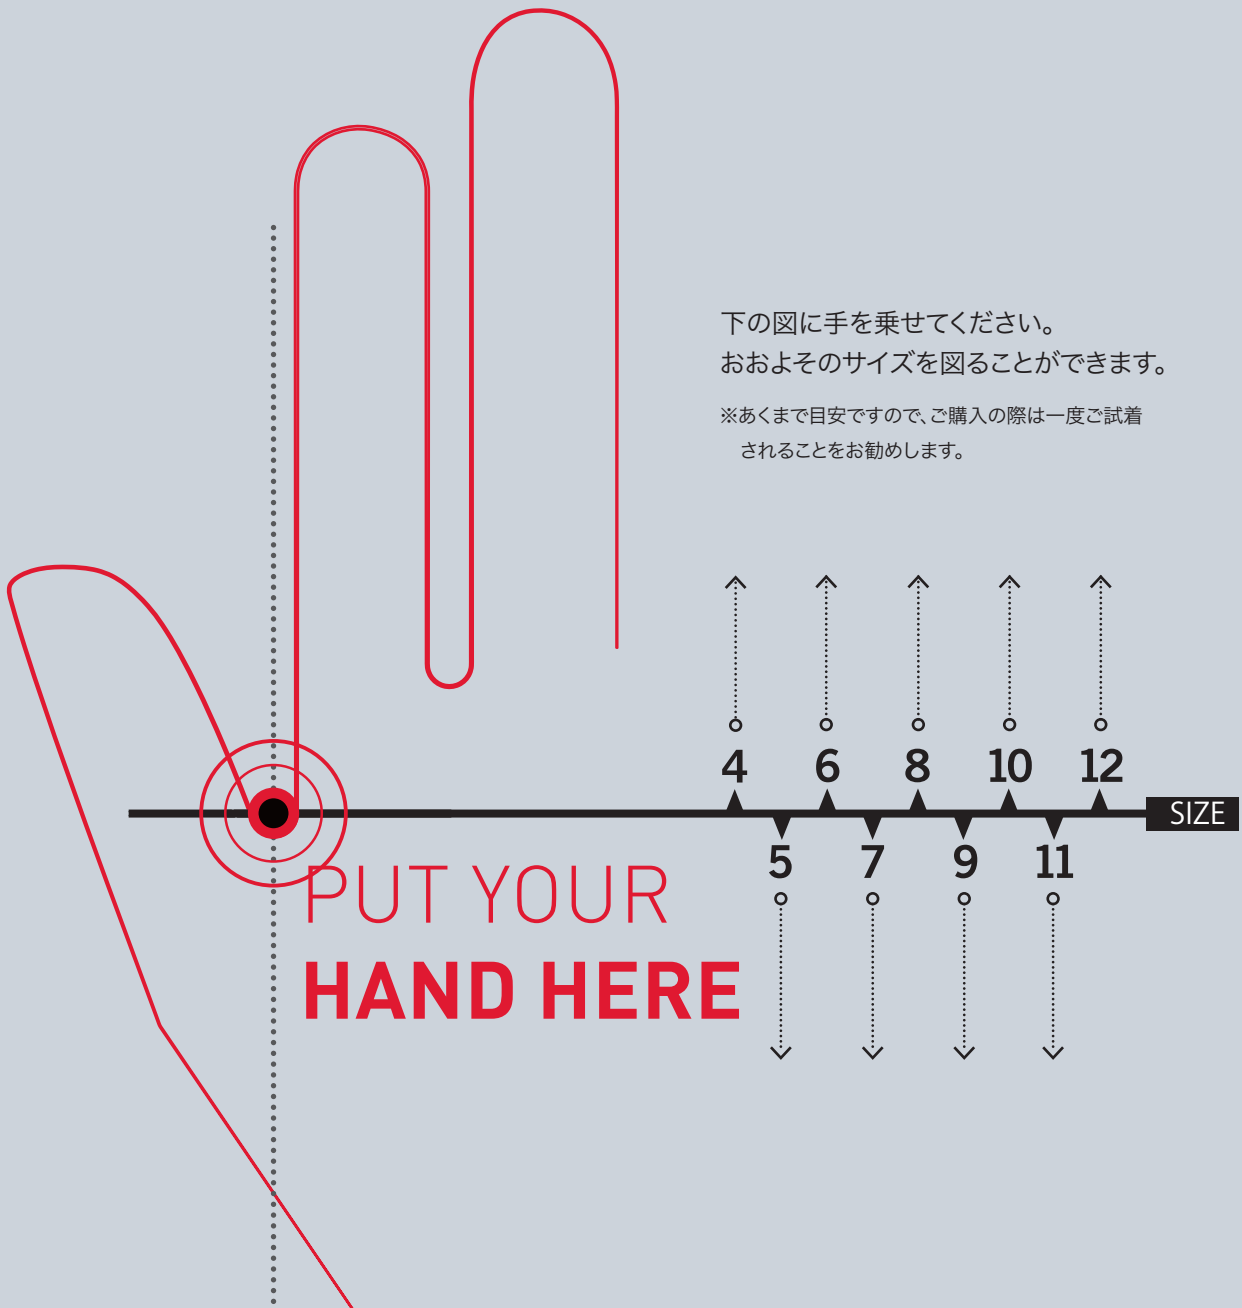 下の図に手を乗せてください。
おおよそのサイズを図ることができます。
※あくまで目安ですので、ご購入の際は一度ご試着
されることをお勧めします。
4 6 8 10 12
SIZE
5 7 9 11
PUT YOUR
HAND HERE